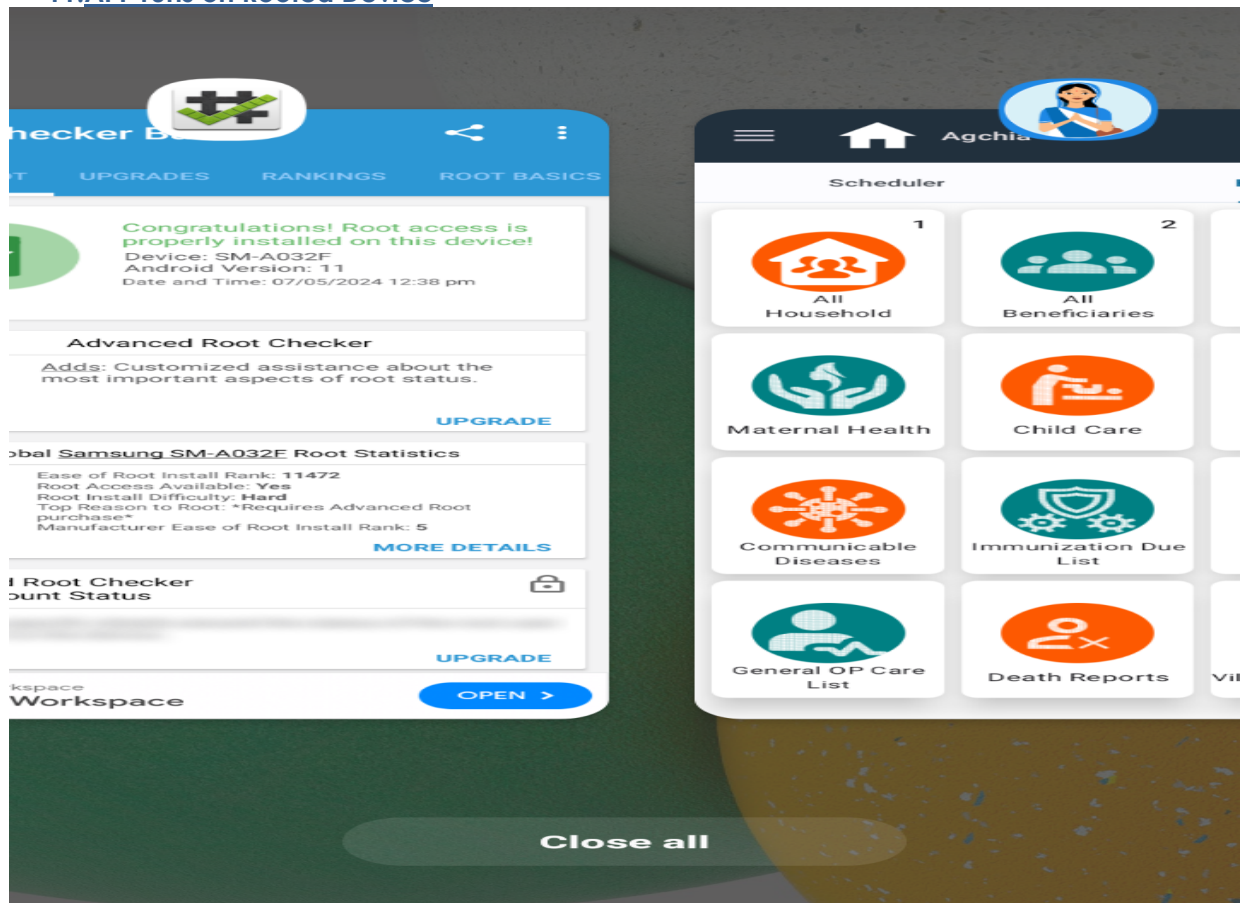 Device
hecker B
UPGRADES
RANKINGS
ROOT BASICS
Congratulations! Root access is
properly installed on this device!
Device: SM-A032F
Android Version: 11
Date and Time: 07/05/2024 12:38 pm
Advanced Root Checker
Adds: Customized assistance about the
most important aspects of root status.
UPGRADE
obal Samsung SM-A032F Root Statistics
Ease of Root Install Rank: 11472
Root Access Available: Yes
Root Install Difficulty: Hard
Top Reason to Root: *Requires Advanced Root
purchase*
Manufacturer Ease of Root Install Rank: 5
MORE DETAILS
d Root Checker
ount Status
UPGRADE
kspace
Workspace
OPEN >
Agchia
Scheduler
1
All
Household
2
All
Beneficiaries
Maternal Health
Child Care
Communicable
Diseases
Immunization Due
List
General OP Care
List
Death Reports
Vil
Close all